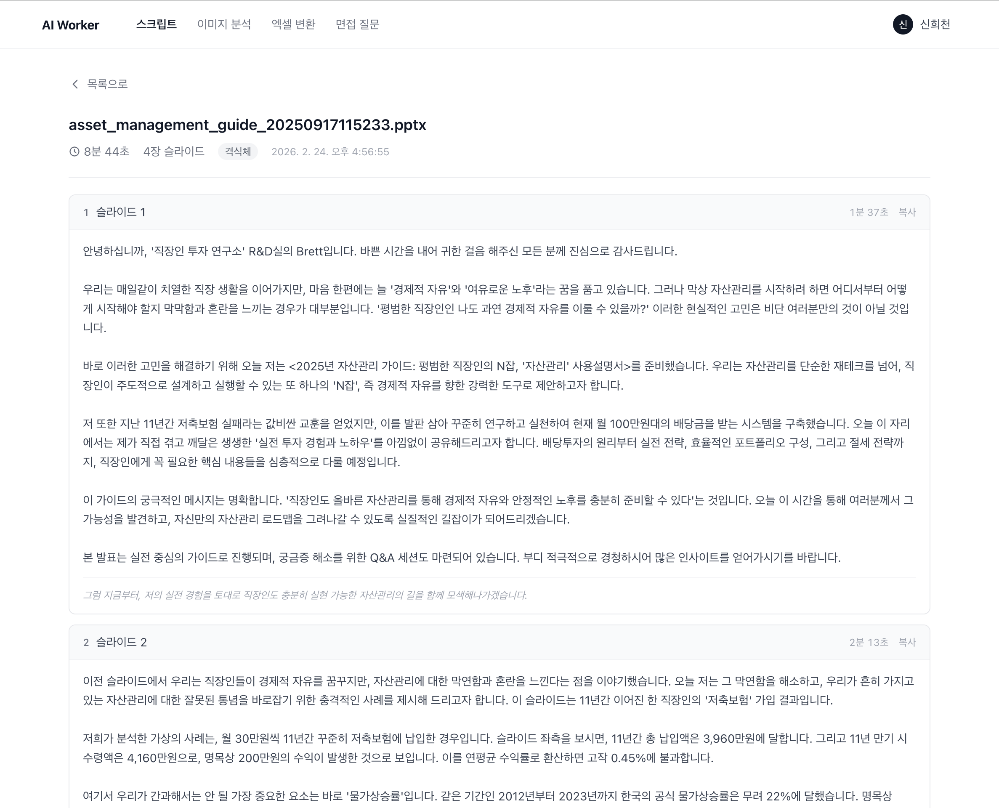 AI Worker 스크립트 이미지 분석 엑셀 변환 면접 질문 신 신희천
목록으로
asset_management_guide_20250917115233.pptx
8분 44초 4장 슬라이드 격식체 2026. 2. 24. 오후 4:56:55
1 슬라이드 1 1분 37초 복사
안녕하십니까, '직장인 투자 연구소' R&D실의 Brett입니다. 바쁜 시간을 내어 귀한 걸음 해주신 모든 분께 진심으로 감사드립니다.
우리는 매일같이 치열한 직장 생활을 이어가지만, 마음 한편에는 늘 '경제적 자유'와 '여유로운 노후'라는 꿈을 품고 있습니다. 그러나 막상 자산관리를 시작하려 하면 어디서부터 어떻
게 시작해야 할지 막막함과 혼란을 느끼는 경우가 대부분입니다. '평범한 직장인인 나도 과연 경제적 자유를 이룰 수 있을까?' 이러한 현실적인 고민은 비단 여러분만의 것이 아닐 것입
니다.
바로 이러한 고민을 해결하기 위해 오늘 저는 <2025년 자산관리 가이드: 평범한 직장인의 N잡, '자산관리' 사용설명서>를 준비했습니다. 우리는 자산관리를 단순한 재테크를 넘어, 직
장인이 주도적으로 설계하고 실행할 수 있는 또 하나의 'N잡', 즉 경제적 자유를 향한 강력한 도구로 제안하고자 합니다.
저 또한 지난 11년간 저축보험 실패라는 값비싼 교훈을 얻었지만, 이를 발판 삼아 꾸준히 연구하고 실천하여 현재 월 100만원대의 배당금을 받는 시스템을 구축했습니다. 오늘 이 자리
에서는 제가 직접 겪고 깨달은 생생한 '실전 투자 경험과 노하우'를 아낌없이 공유해드리고자 합니다. 배당투자의 원리부터 실전 전략, 효율적인 포트폴리오 구성, 그리고 절세 전략까
지, 직장인에게 꼭 필요한 핵심 내용들을 심층적으로 다룰 예정입니다.
이 가이드의 궁극적인 메시지는 명확합니다. '직장인도 올바른 자산관리를 통해 경제적 자유와 안정적인 노후를 충분히 준비할 수 있다'는 것입니다. 오늘 이 시간을 통해 여러분께서 그
가능성을 발견하고, 자신만의 자산관리 로드맵을 그려나갈 수 있도록 실질적인 길잡이가 되어드리겠습니다.
본 발표는 실전 중심의 가이드로 진행되며, 궁금증 해소를 위한 Q&A 세션도 마련되어 있습니다. 부디 적극적으로 경청하시어 많은 인사이트를 얻어가시기를 바랍니다.
그럼 지금부터, 저의 실전 경험을 토대로 직장인도 충분히 실현 가능한 자산관리의 길을 함께 모색해나가겠습니다.
2 슬라이드 2 2분 13초 복사
이전 슬라이드에서 우리는 직장인들이 경제적 자유를 꿈꾸지만, 자산관리에 대한 막연함과 혼란을 느낀다는 점을 이야기했습니다. 오늘 저는 그 막연함을 해소하고, 우리가 흔히 가지고
있는 자산관리에 대한 잘못된 통념을 바로잡기 위한 충격적인 사례를 제시해 드리고자 합니다. 이 슬라이드는 11년간 이어진 한 직장인의 '저축보험' 가입 결과입니다.
저희가 분석한 가상의 사례는, 월 30만원씩 11년간 꾸준히 저축보험에 납입한 경우입니다. 슬라이드 좌측을 보시면, 11년간 총 납입액은 3,960만원에 달합니다. 그리고 11년 만기 시
수령액은 4,160만원으로, 명목상 200만원의 수익이 발생한 것으로 보입니다. 이를 연평균 수익률로 환산하면 고작 0.45%에 불과합니다.
여기서 우리가 간과해서는 안 될 가장 중요한 요소는 바로 '물가상승률'입니다. 같은 기간인 2012년부터 2023년까지 한국의 공식 물가상승률은 무려 22%에 달했습니다. 명목상